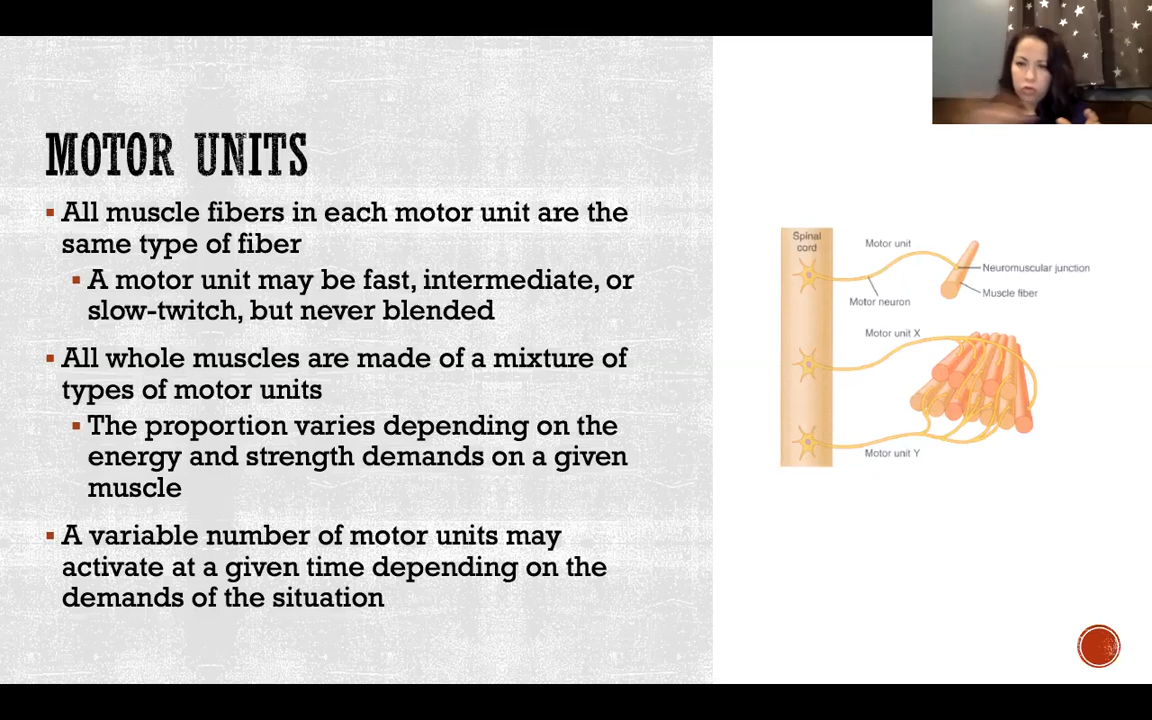 MOTOR UNITS
▪ All muscle fibers in each motor unit are the
same type of fiber
▪ A motor unit may be fast, intermediate, or
slow-twitch, but never blended
▪ All whole muscles are made of a mixture of
types of motor units
▪ The proportion varies depending on the
energy and strength demands on a given
muscle
▪ A variable number of motor units may
activate at a given time depending on the
demands of the situation
Spinal
cord
Motor unit
Neuromuscular junction
Muscle fiber
Motor neuron
Motor unit X
Motor unit Y